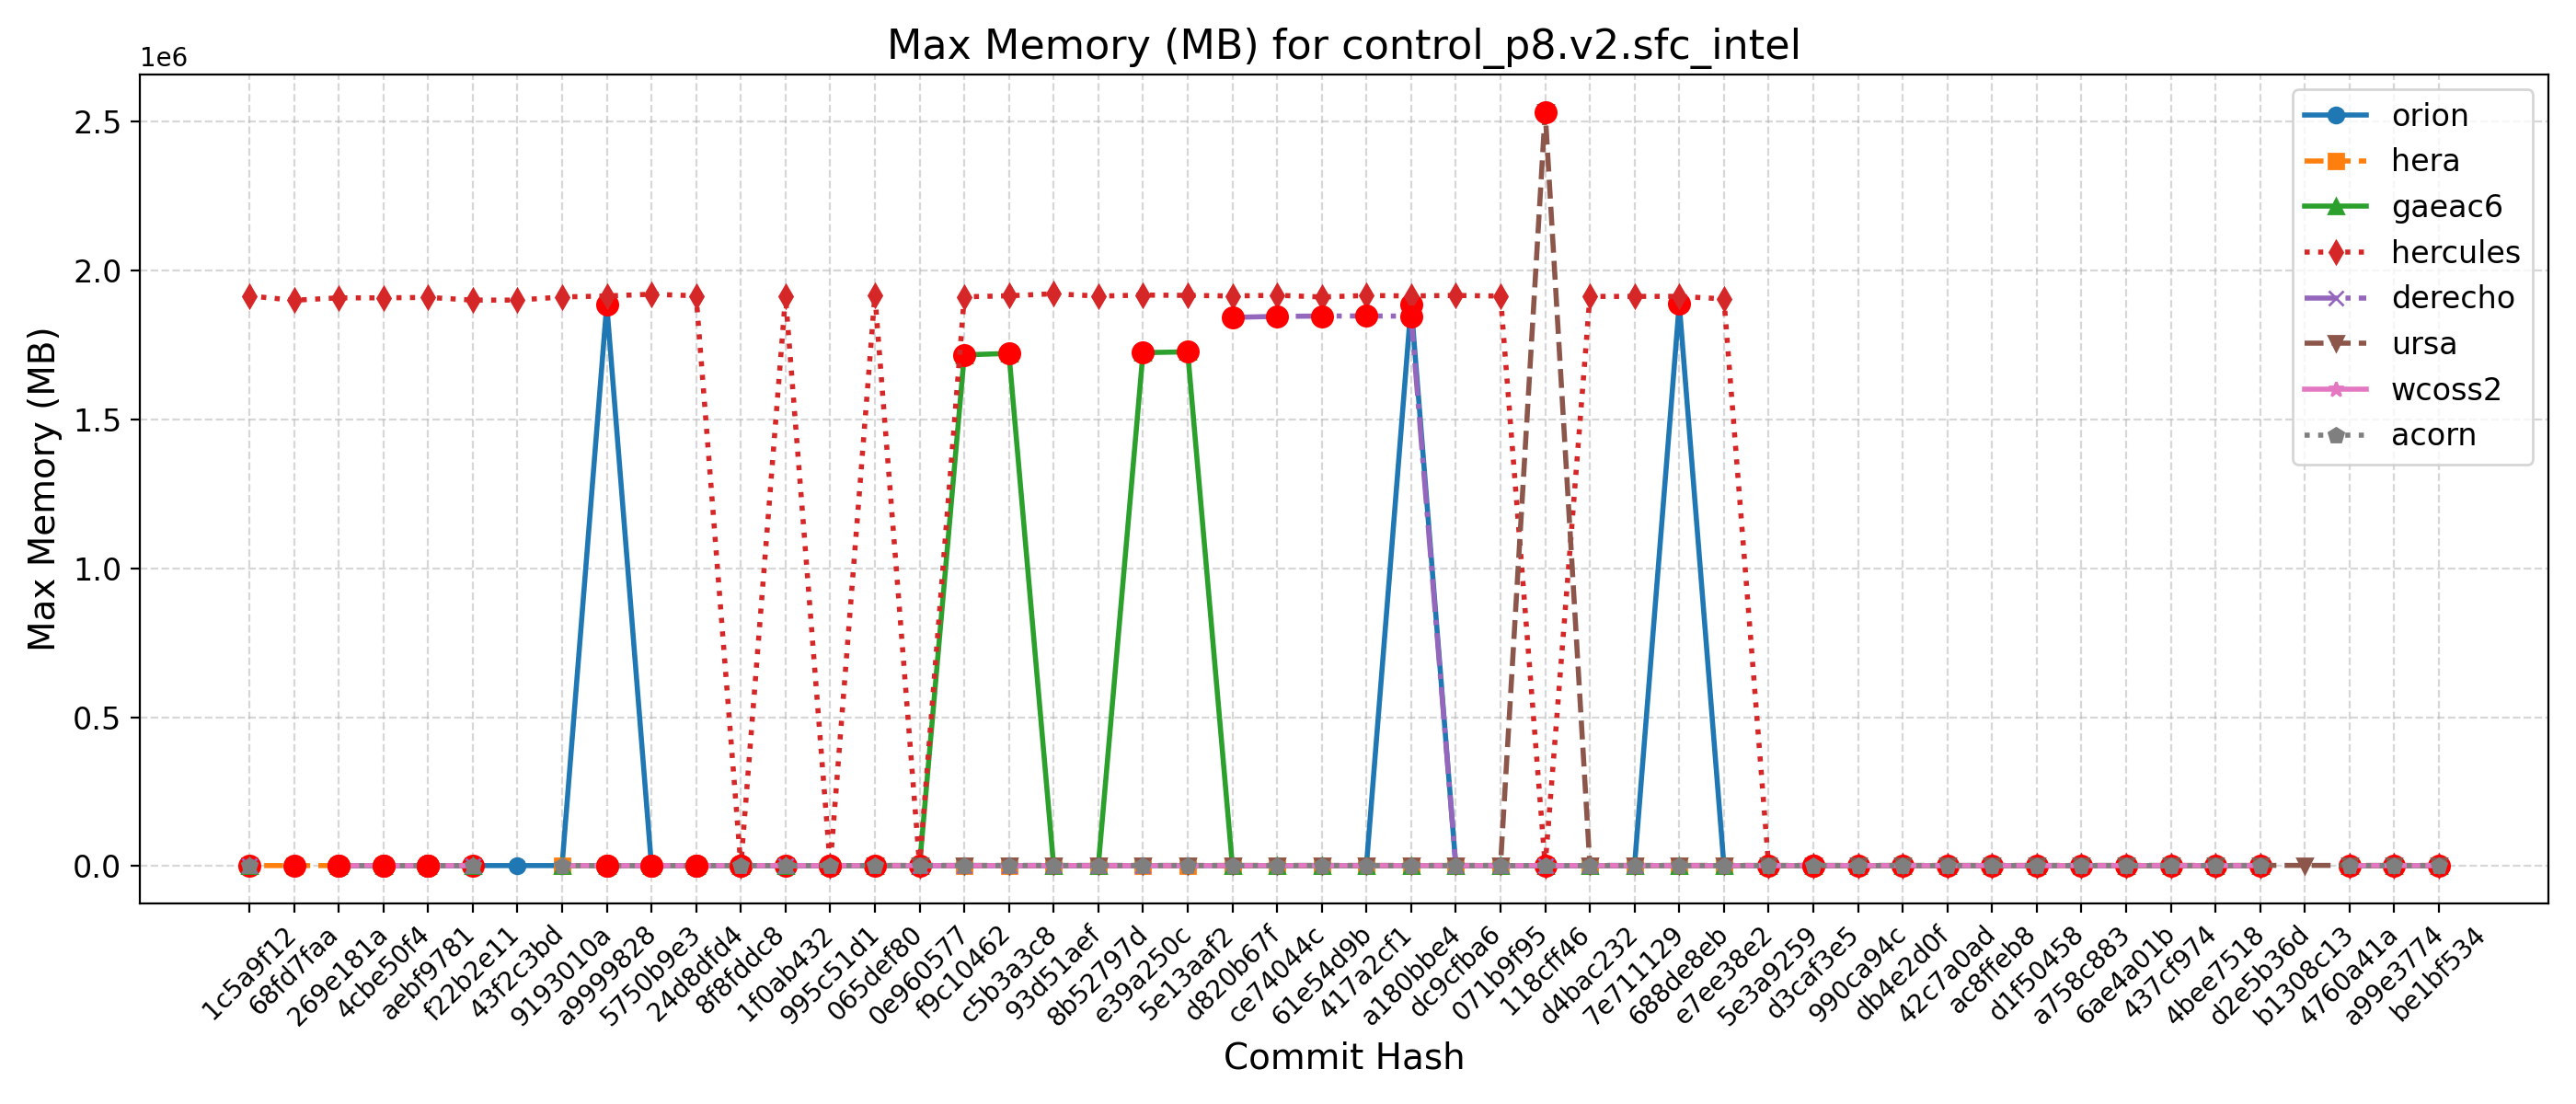 Max Memory (MB) for control_p8.v2.sfc_intel
1e6
2.5
2.0
1.5
1.0
0.5
0.0
Max Memory (MB)
orion
hera
gaeac6
hercules
derecho
ursa
wcoss2
acorn
1c5a9f12
68fd7faa
269e181a
4cbe50f4
aebf9781
f22b2e11
43f2c3bd
9193010a
a9999828
5750b9e3
24d8dfd4
8f8fddc8
1f0ab432
995c51d1
065def80
0e960577
f9c10462
c5b3a3c8
93d51aef
8b52797d
e39a250c
5e13aaf2
d820b67f
ce74044c
61e54d9b
417a2cf1
a180bbe4
dc9cfba6
071b9f95
118cff46
d4bac232
7e711129
688de8eb
e7ee38e2
5e3a9259
d3caf3e5
990ca94c
db4e2d0f
42c7a0ad
ac8ffeb8
d1f50458
a758c883
6ae4a01b
437cf974
4bee7518
d2e5b36d
b1308c13
4760a41a
a99e3774
be1bf534
Commit Hash